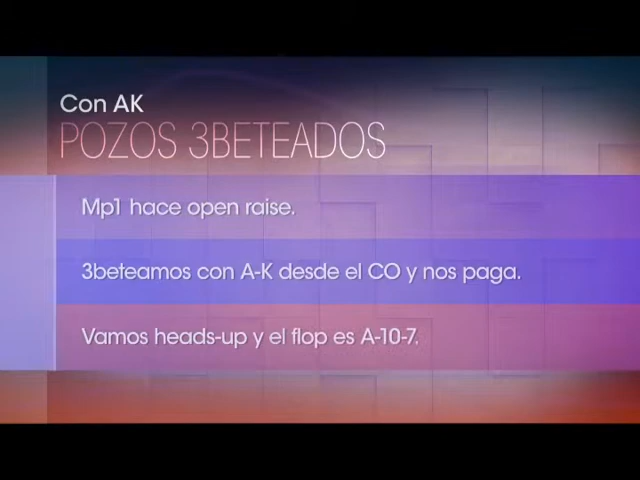 Con AK
POZOS 3BETEADOS
Mp1 hace open raise.
3beteamos con A-K desde el CO y nos paga.
Vamos heads-up y el flop es A-10-7.